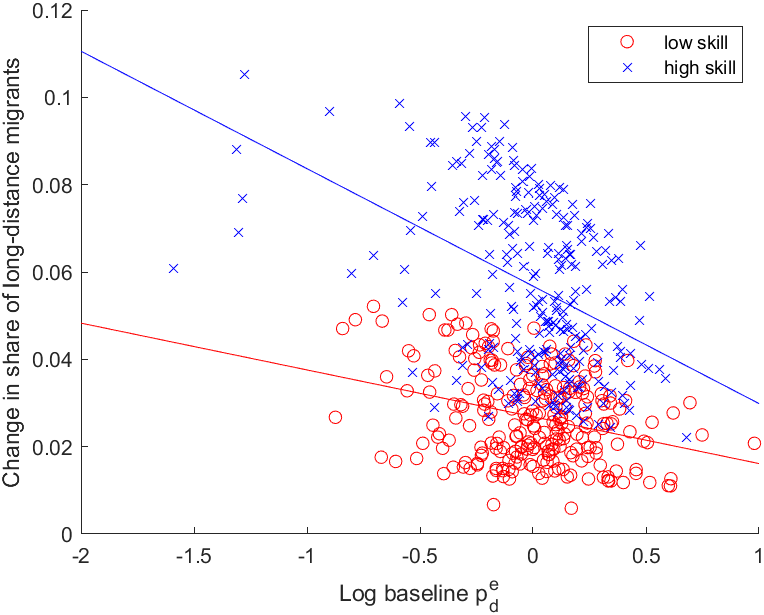 0.12
0.1
0.08
0.06
0.04
0.02
0
Change in share of long-distance migrants
low skill
high skill
-2 -1.5 -1 -0.5 0 0.5 1
Log baseline p_d^e